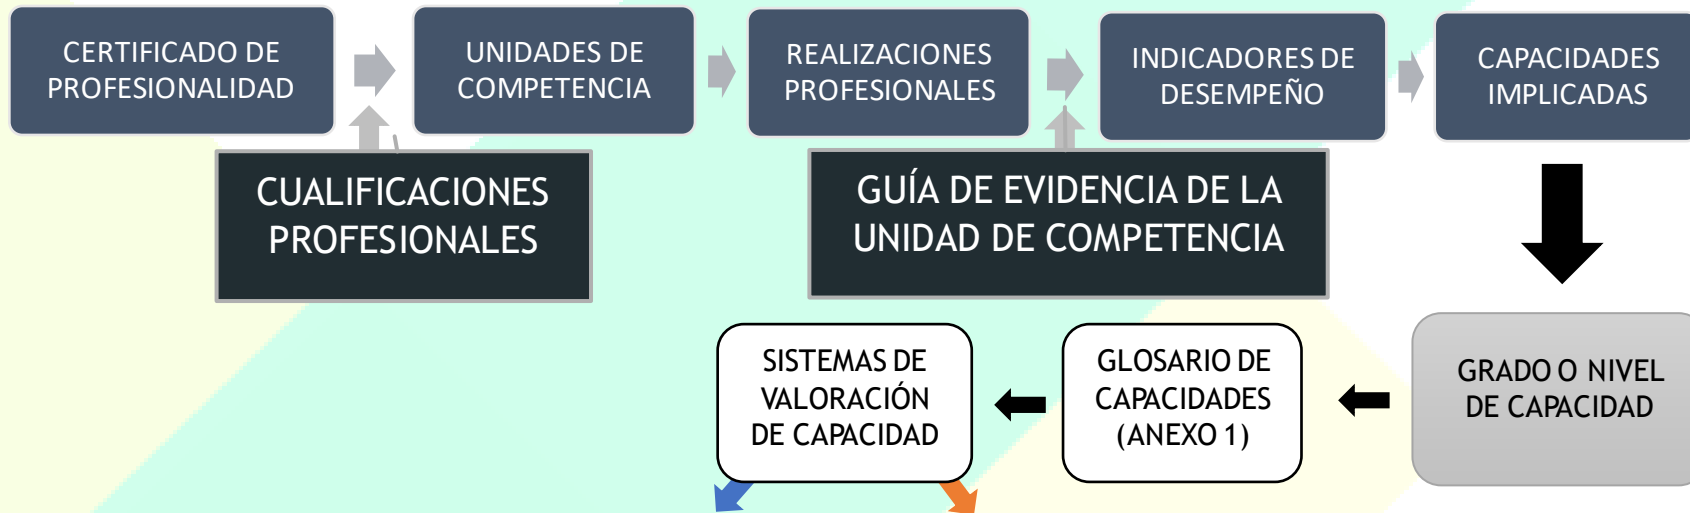 CERTIFICADO DE
PROFESIONALIDAD
UNIDADES DE
COMPETENCIA
REALIZACIONES
PROFESIONALES
INDICADORES DE
DESEMPEÑO
CAPACIDADES
IMPLICADAS
CUALIFICACIONES
PROFESIONALES
GUÍA DE EVIDENCIA DE LA
UNIDAD DE COMPETENCIA
SISTEMAS DE
VALORACIÓN
DE CAPACIDAD
GLOSARIO DE
CAPACIDADES
(ANEXO 1)
GRADO O NIVEL
DE CAPACIDAD